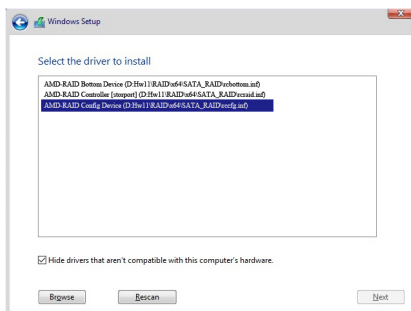 Windows Setup
Select the driver to install
AMD-RAID Bottom Device (D:Hw11\RAID\x64\SATA_RAID\rcbottom.inf)
AMD-RAID Controller [storport] (D:Hw11\RAID\x64\SATA_RAID\rcraid.inf)
AMD-RAID Config Device (D:Hw11\RAID\x64\SATA_RAID\rccfg.inf)
Hide drivers that aren't compatible with this computer's hardware.
Browse
Rescan
Next